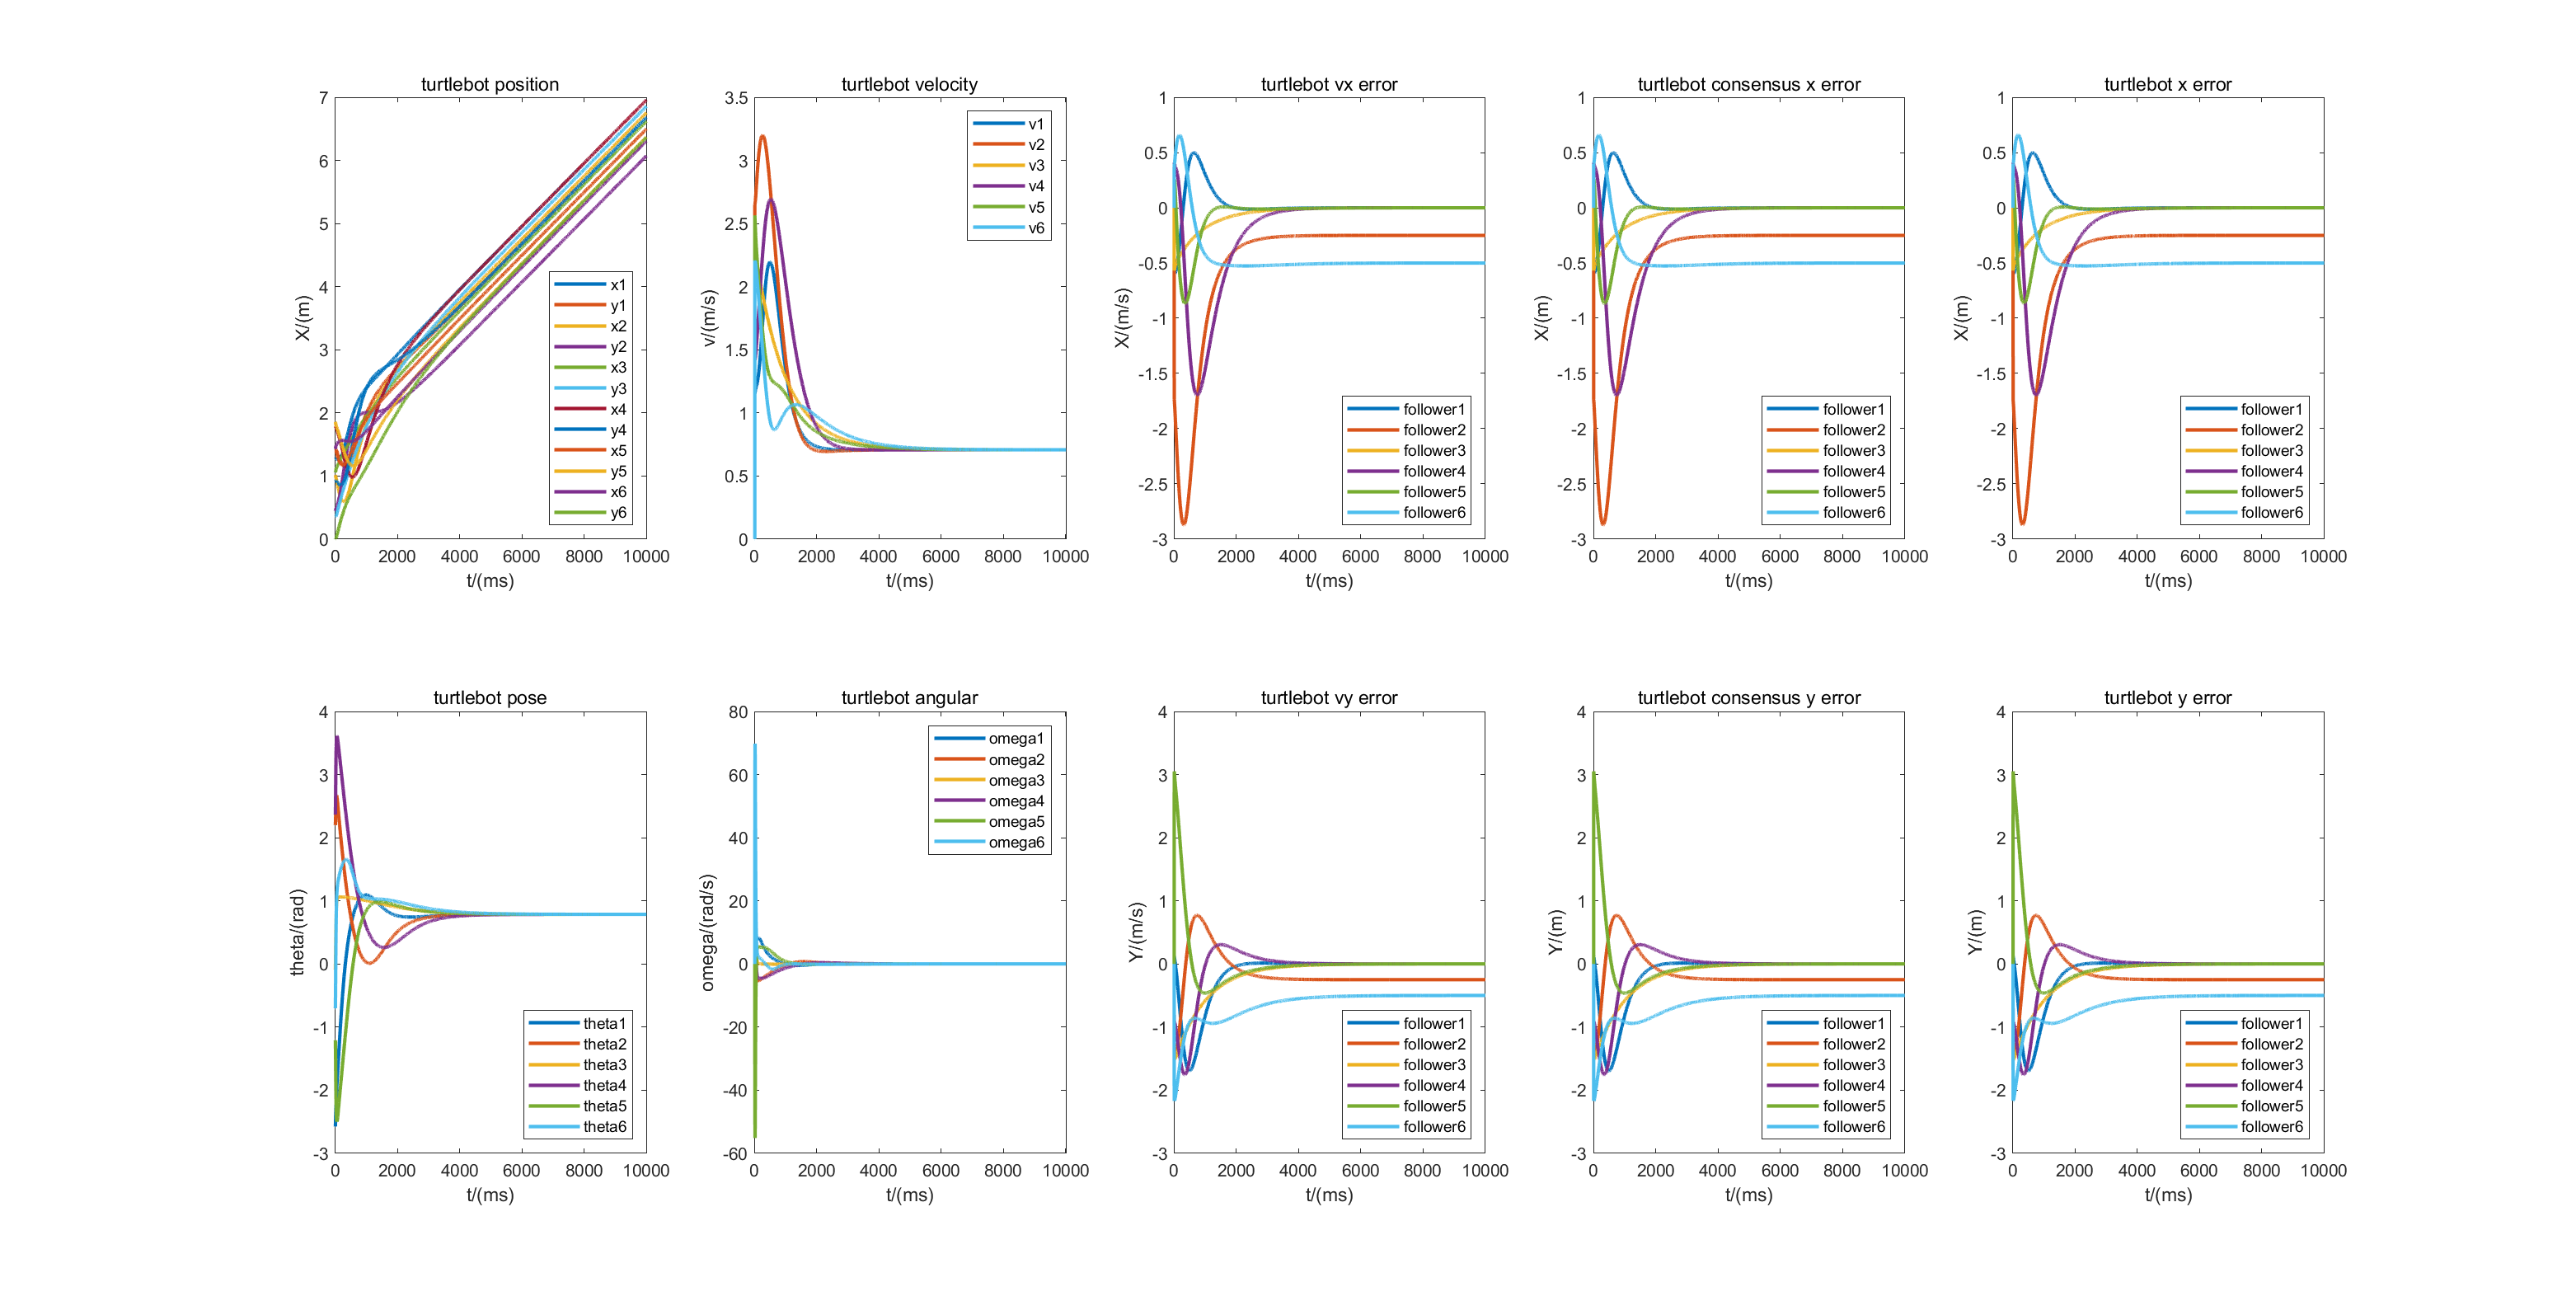 turtlebot position
7
6
5
4
3
2
1
0
X/(m)
0 2000 4000 6000 8000 10000
t/(ms)
x1
y1
x2
y2
x3
y3
x4
y4
x5
y5
x6
y6
turtlebot velocity
3.5
3
2.5
2
1.5
1
0.5
0
v/(m/s)
0 2000 4000 6000 8000 10000
t/(ms)
v1
v2
v3
v4
v5
v6
turtlebot vx error
1
0.5
0
-0.5
-1
-1.5
-2
-2.5
-3
X/(m/s)
0 2000 4000 6000 8000 10000
t/(ms)
follower1
follower2
follower3
follower4
follower5
follower6
turtlebot consensus x error
1
0.5
0
-0.5
-1
-1.5
-2
-2.5
-3
X/(m)
0 2000 4000 6000 8000 10000
t/(ms)
follower1
follower2
follower3
follower4
follower5
follower6
turtlebot x error
1
0.5
0
-0.5
-1
-1.5
-2
-2.5
-3
X/(m)
0 2000 4000 6000 8000 10000
t/(ms)
follower1
follower2
follower3
follower4
follower5
follower6
turtlebot pose
4
3
2
1
0
-1
-2
-3
theta/(rad)
0 2000 4000 6000 8000 10000
t/(ms)
theta1
theta2
theta3
theta4
theta5
theta6
turtlebot angular
80
60
40
20
0
-20
-40
-60
omega/(rad/s)
0 2000 4000 6000 8000 10000
t/(ms)
omega1
omega2
omega3
omega4
omega5
omega6
turtlebot vy error
4
3
2
1
0
-1
-2
-3
Y/(m/s)
0 2000 4000 6000 8000 10000
t/(ms)
follower1
follower2
follower3
follower4
follower5
follower6
turtlebot consensus y error
4
3
2
1
0
-1
-2
-3
Y/(m)
0 2000 4000 6000 8000 10000
t/(ms)
follower1
follower2
follower3
follower4
follower5
follower6
turtlebot y error
4
3
2
1
0
-1
-2
-3
Y/(m)
0 2000 4000 6000 8000 10000
t/(ms)
follower1
follower2
follower3
follower4
follower5
follower6